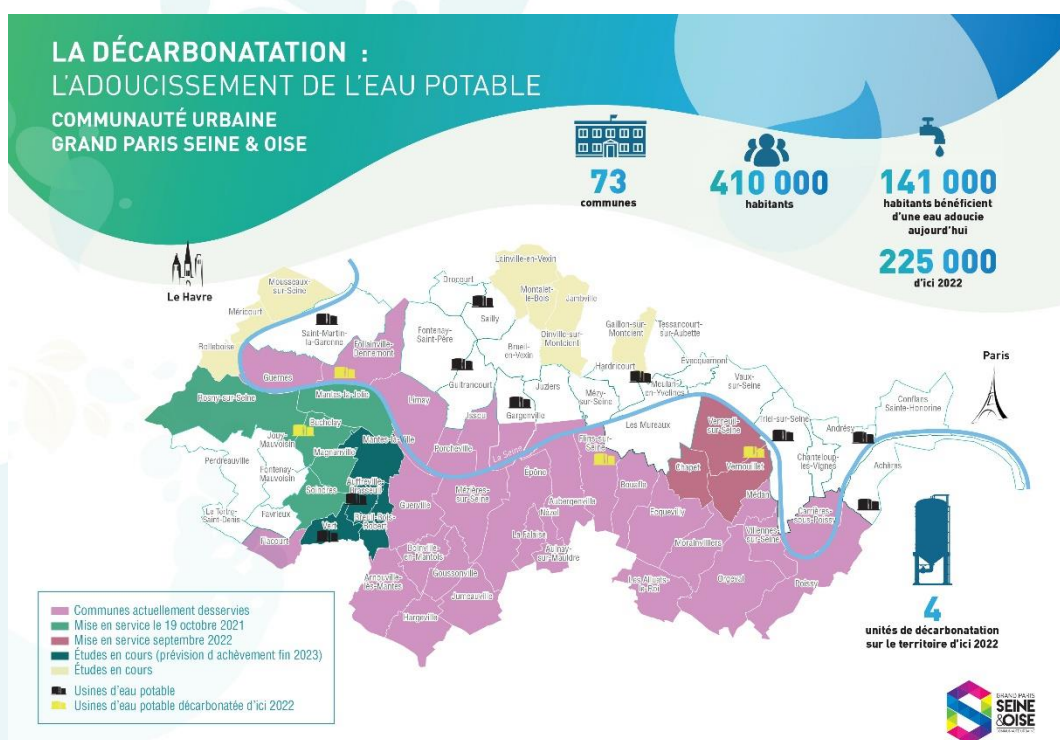 LA DÉCARBONATATION :
L'ADOUCISSEMENT DE L'EAU POTABLE
COMMUNAUTÉ URBAINE
GRAND PARIS SEINE & OISE
73
communes
410 000
habitants
141 000
habitants bénéficient
d'une eau adoucie
aujourd'hui
225 000
d'ici 2022
Le Havre
Paris
Mousseaux-
sur-Seine
Méricourt
Rolleboise
Saint-Martin-
la-Garenne
Follainville-
Dennemont
Guernes
Drocourt
Sailly
Fontenay-
Saint-Père
Brueil-
en-Vexin
Guitrancourt
Lainville-en-Vexin
Montalet-
le-Bois
Jambville
Oinville-sur-
Montcient
Gaillon-sur-
Montcient
Tessancourt-
sur-Aubette
Hardricourt
Evecquemont
Meulan-
en-Yvelines
Vaux-
sur-Seine
Mézy-
sur-Seine
Juziers
Gargenville
Issou
Limay
Porcheville
La Seine
Les Mureaux
Triel-sur-Seine
Andrésy
Conflans
Sainte-Honorine
Chanteloup-
les-Vignes
Achères
Carrières-
sous-Poissy
Poissy
Rosny-sur-Seine
Mantes-la-Jolie
Buchelay
Jouy-
Mauvoisin
Magnanville
Mantes-la-Ville
Perdreauville
Fontenay-
Mauvoisin
Soindres
Auffreville-
Brasseuil
Le Tertre-
Saint-Denis
Favrieux
Vert
Breuil-Bois-
Robert
Flacourt
Guerville
Mézières-
sur-Seine
Épône
Flins-sur-
Seine
Aubergenville
Nézel
La Falaise
Aulnay-
sur-Mauldre
Boinville-
en-Mantois
Goussonville
Arnouville-
lès-Mantes
Jumeauville
Hargeville
Bouafle
Ecquevilly
Chapet
Verneuil-
sur-Seine
Vernouillet
Médan
Villennes-
sur-Seine
Morainvilliers
Les Alluets-
le-Roi
Orgeval
4
unités de décarbonatation
sur le territoire d'ici 2022
Communes actuellement desservies
Mise en service le 19 octobre 2021
Mise en service septembre 2022
Études en cours (prévision d achèvement fin 2023)
Études en cours
Usines d'eau potable
Usines d'eau potable décarbonatée d'ici 2022
GRAND PARIS
SEINE
&OISE
COMMUNAUTÉ URBAINE